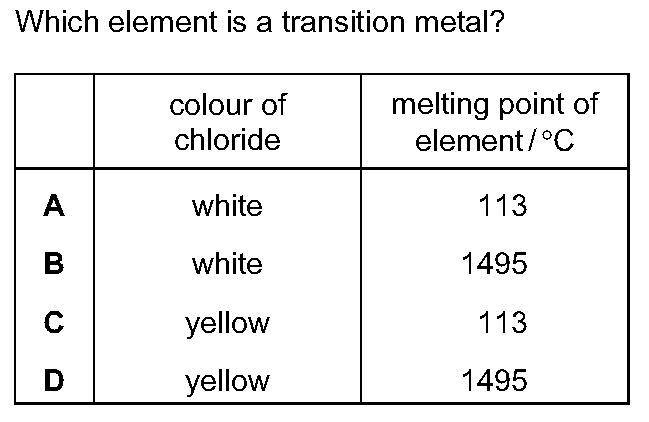 Which element is a transition metal?
colour of chloride melting point of element / °C
A white 113
B white 1495
C yellow 113
D yellow 1495